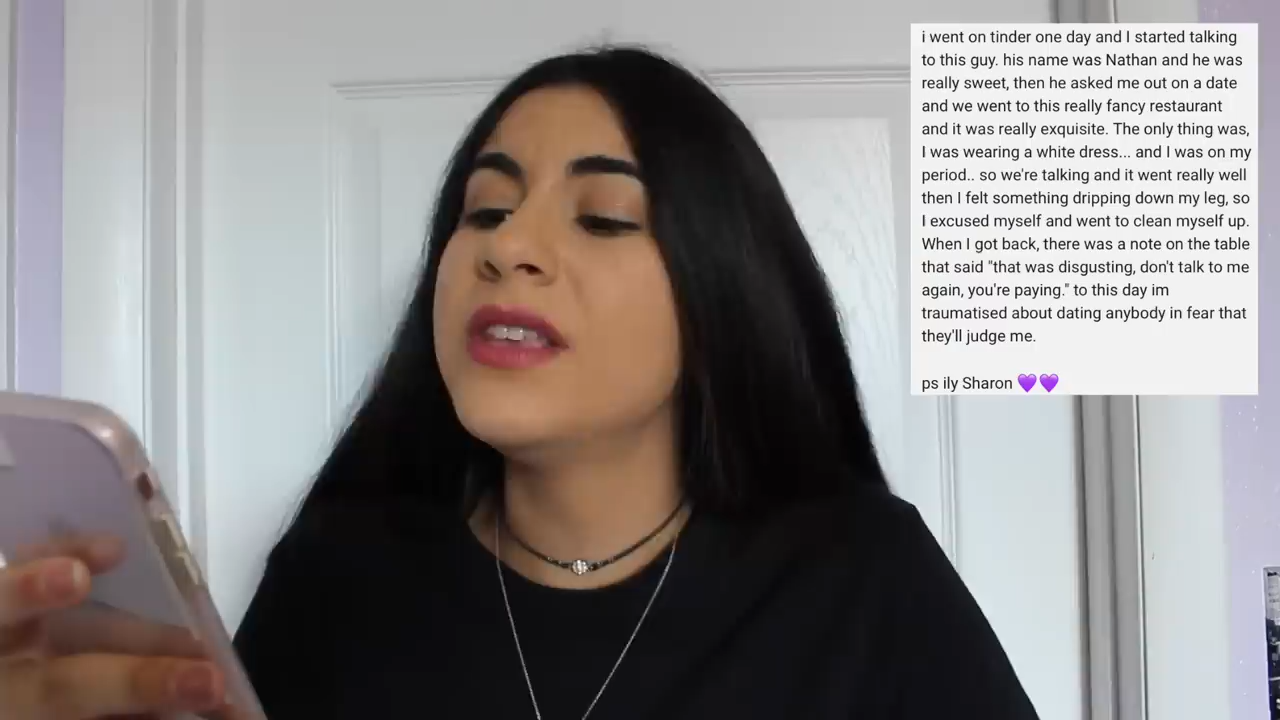 i went on tinder one day and I started talking
to this guy. his name was Nathan and he was
really sweet, then he asked me out on a date
and we went to this really fancy restaurant
and it was really exquisite. The only thing was,
I was wearing a white dress... and I was on my
period.. so we're talking and it went really well
then I felt something dripping down my leg, so
I excused myself and went to clean myself up.
When I got back, there was a note on the table
that said "that was disgusting, don't talk to me
again, you're paying." to this day im
traumatised about dating anybody in fear that
they'll judge me.
ps ily Sharon 💜💜